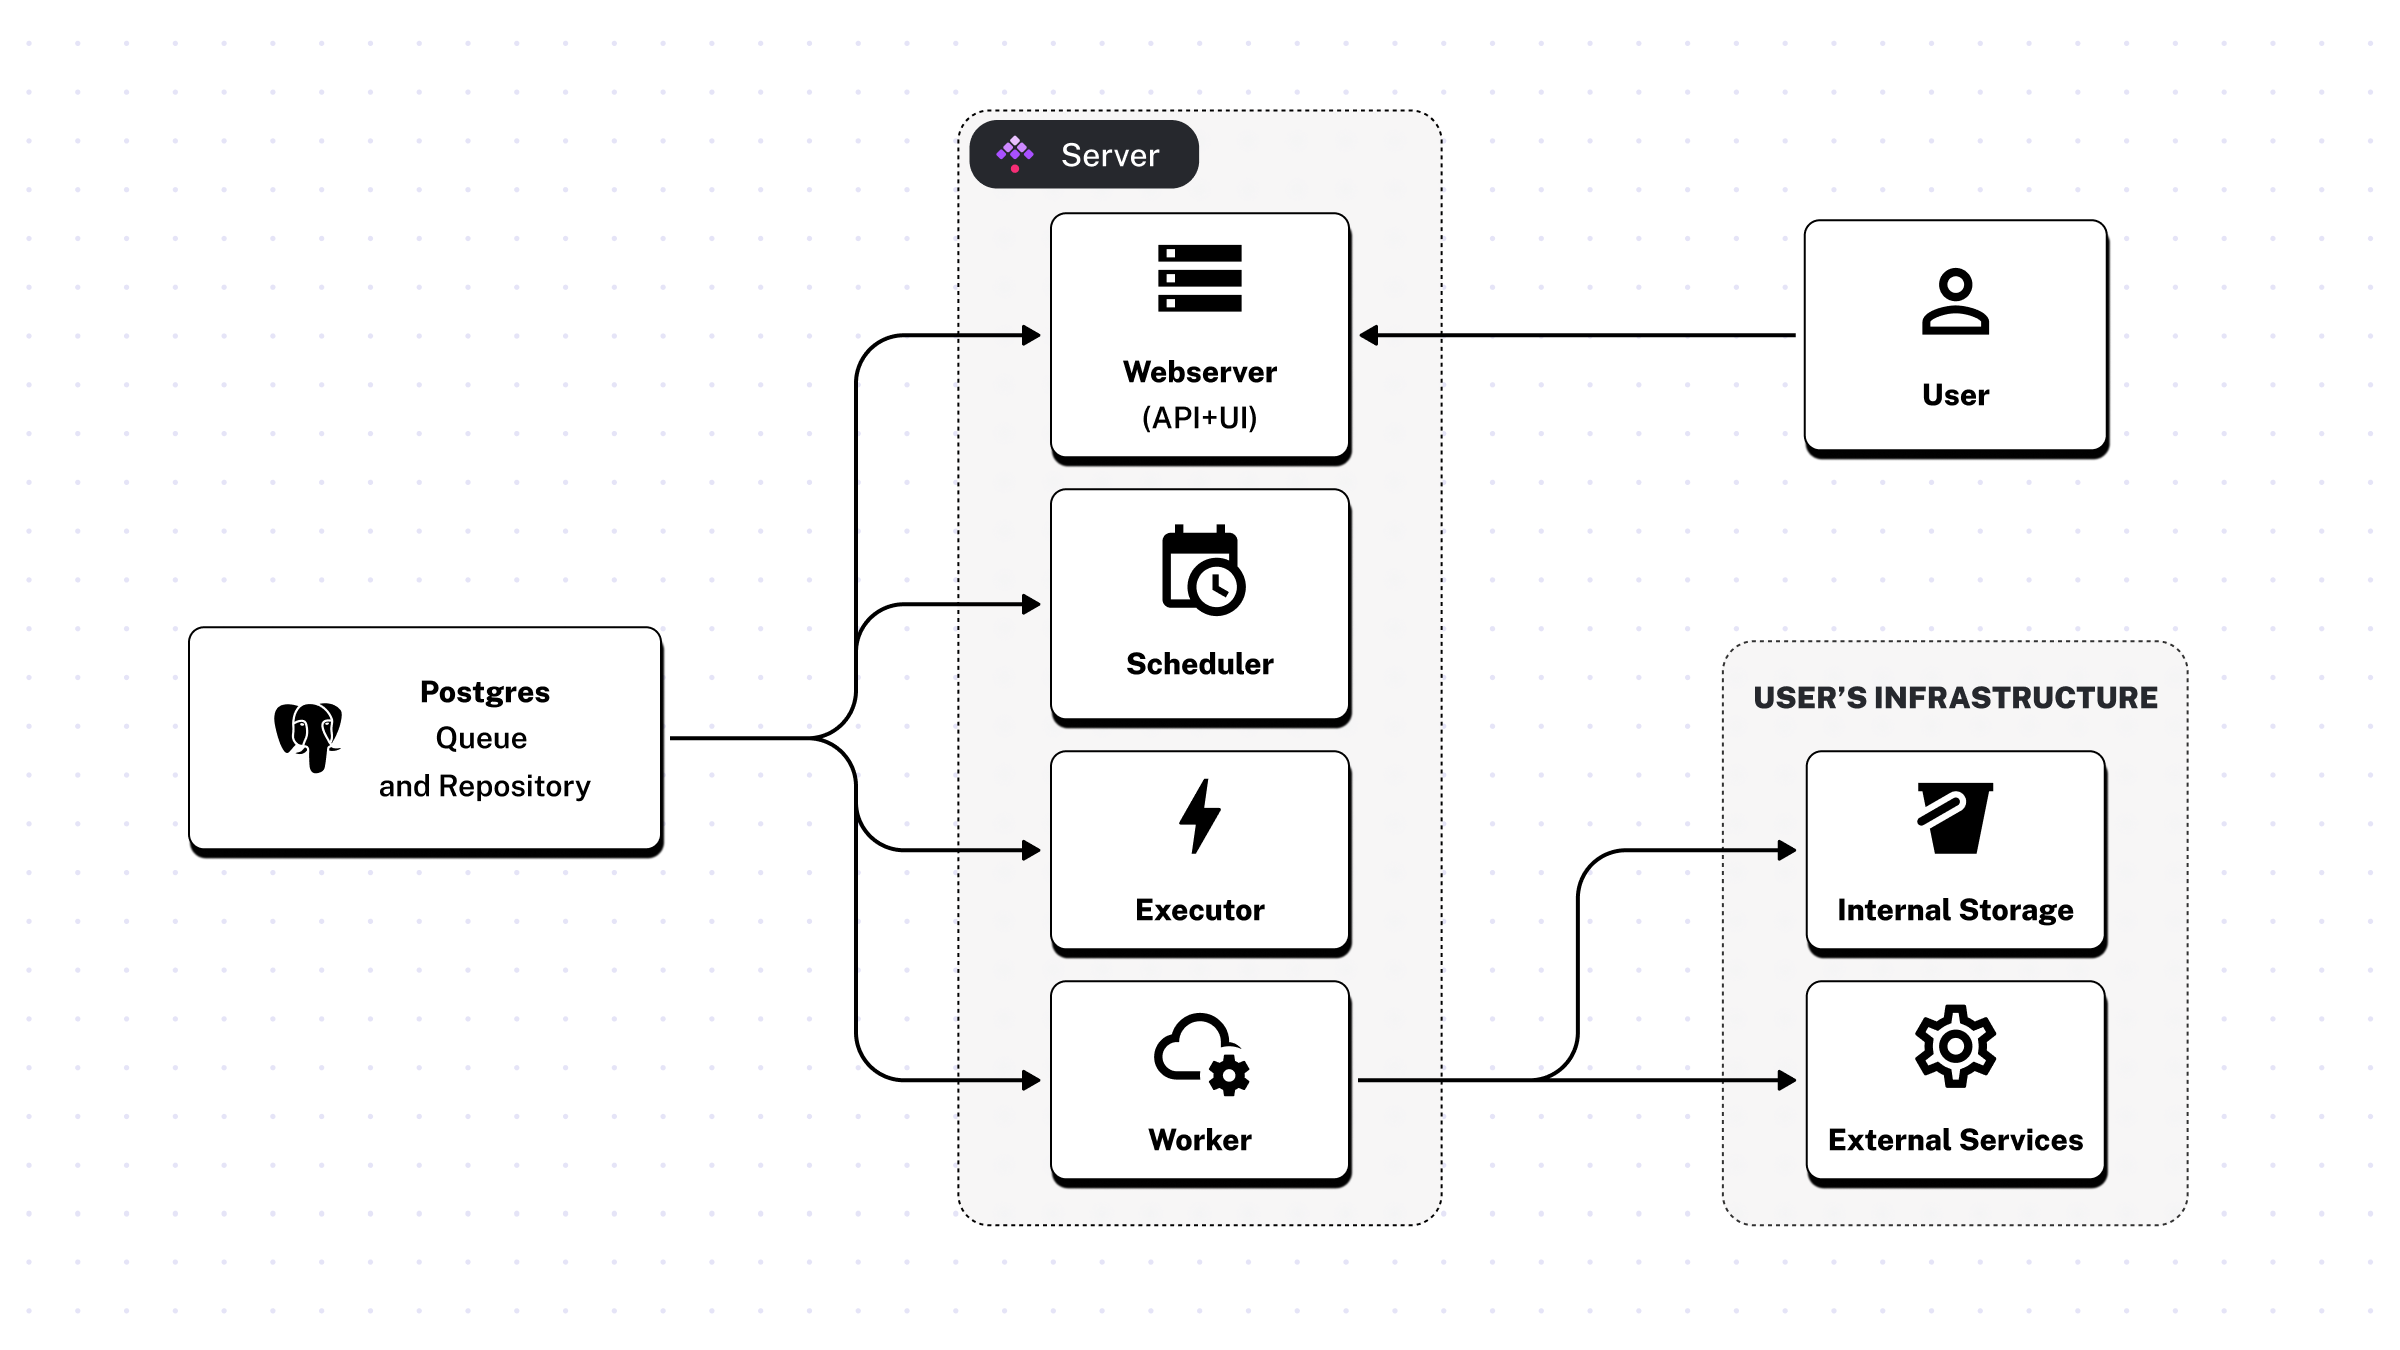 Server
Webserver
(API+UI)
User
Scheduler
Postgres
Queue
and Repository
USER’S INFRASTRUCTURE
Executor
Internal Storage
Worker
External Services